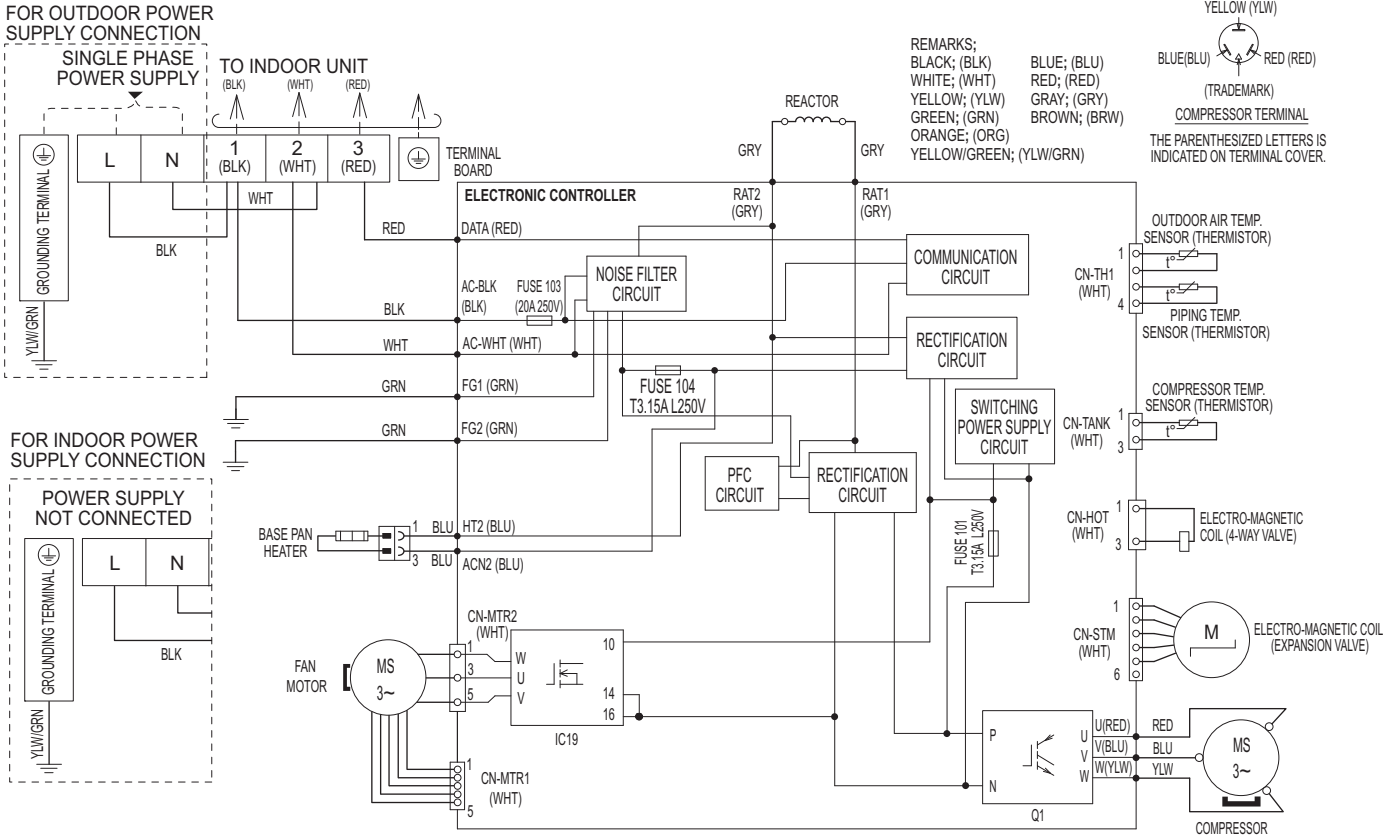 FOR OUTDOOR POWER
SUPPLY CONNECTION
SINGLE PHASE
POWER SUPPLY
TO INDOOR UNIT
(BLK)
(WHT)
(RED)
GROUNDING TERMINAL
L
N
1
(BLK)
2
(WHT)
3
(RED)
TERMINAL
BOARD
WHT
BLK
YLW/GRN
RED
BLK
WHT
GRN
GRN
ELECTRONIC CONTROLLER
DATA (RED)
AC-BLK
(BLK)
FUSE 103
(20A 250V)
AC-WHT (WHT)
FG1 (GRN)
FG2 (GRN)
NOISE FILTER
CIRCUIT
FUSE 104
T3.15A L250V
REACTOR
GRY
GRY
RAT2
(GRY)
RAT1
(GRY)
REMARKS;
BLACK; (BLK)
WHITE; (WHT)
YELLOW; (YLW)
GREEN; (GRN)
ORANGE; (ORG)
YELLOW/GREEN; (YLW/GRN)
BLUE; (BLU)
RED; (RED)
GRAY; (GRY)
BROWN; (BRW)
YELLOW (YLW)
BLUE(BLU)
RED (RED)
(TRADEMARK)
COMPRESSOR TERMINAL
THE PARENTHESIZED LETTERS IS
INDICATED ON TERMINAL COVER.
COMMUNICATION
CIRCUIT
RECTIFICATION
CIRCUIT
SWITCHING
POWER SUPPLY
CIRCUIT
PFC
CIRCUIT
RECTIFICATION
CIRCUIT
FUSE 101
T3.15A L250V
1
CN-TH1
(WHT)
4
OUTDOOR AIR TEMP.
SENSOR (THERMISTOR)
t°
t°
PIPING TEMP.
SENSOR (THERMISTOR)
COMPRESSOR TEMP.
SENSOR (THERMISTOR)
1
CN-TANK
(WHT)
3
t°
1
CN-HOT
(WHT)
3
ELECTRO-MAGNETIC
COIL (4-WAY VALVE)
1
CN-STM
(WHT)
6
M
ELECTRO-MAGNETIC COIL
(EXPANSION VALVE)
FOR INDOOR POWER
SUPPLY CONNECTION
POWER SUPPLY
NOT CONNECTED
GROUNDING TERMINAL
L
N
BLK
YLW/GRN
BASE PAN
HEATER
1
3
BLU
BLU
HT2 (BLU)
ACN2 (BLU)
FAN
MOTOR
MS
3~
CN-MTR2
(WHT)
1
3
5
W
U
V
10
14
16
IC19
1
CN-MTR1
(WHT)
5
P
N
U
V
W
Q1
U(RED)
V(BLU)
W(YLW)
RED
BLU
YLW
MS
3~
COMPRESSOR